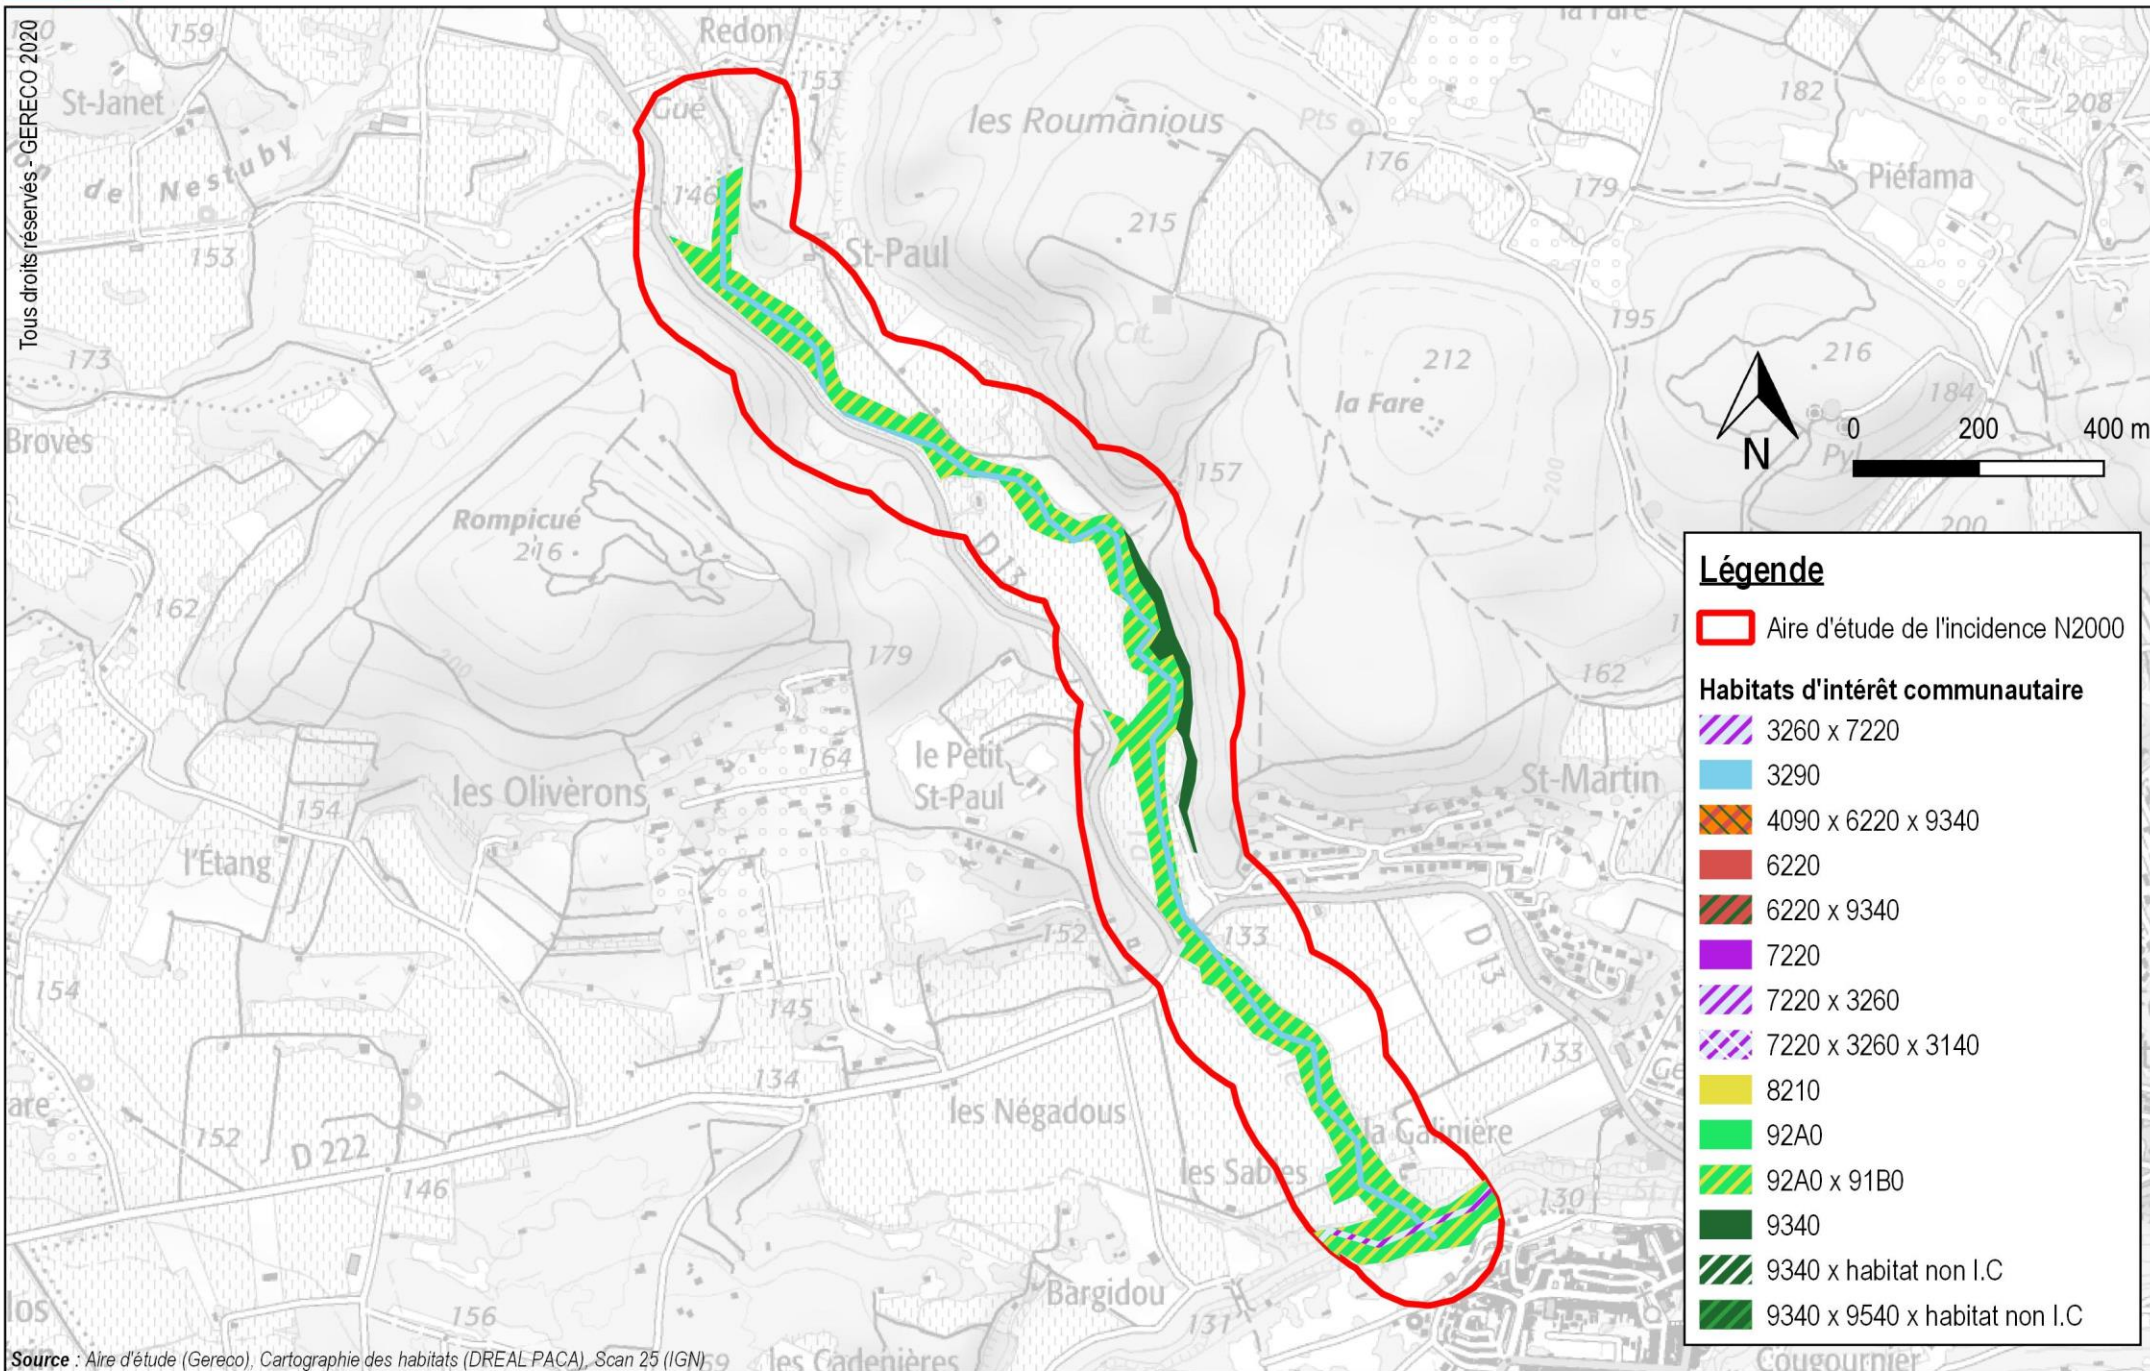 Tous droits réservés - GERECO 2020
159
Redon
la Fare
St-Janet
Gué
153
les Roumànious
Pts
182
208
de Nestuby
146
176
179
Piéfama
153
215
St-Paul
173
Crt
212
195
216
la Fare
184
Brovès
N
0 200 400 m
157
Rompicué
216
200
200
D 13
162
179
162
200
164
le Petit
St-Paul
St-Martin
les Olivèrons
154
l'Étang
152
133
D 13
154
145
133
134
152
les Négadous
la Galinière
D 222
146
les Sables
130
Bargidou
131
156
les Cadenières
Cougournier
Légende
Aire d'étude de l'incidence N2000
Habitats d'intérêt communautaire
3260 x 7220
3290
4090 x 6220 x 9340
6220
6220 x 9340
7220
7220 x 3260
7220 x 3260 x 3140
8210
92A0
92A0 x 91B0
9340
9340 x habitat non I.C
9340 x 9540 x habitat non I.C
Source : Aire d'étude (Gereco), Cartographie des habitats (DREAL PACA), Scan 25 (IGN)